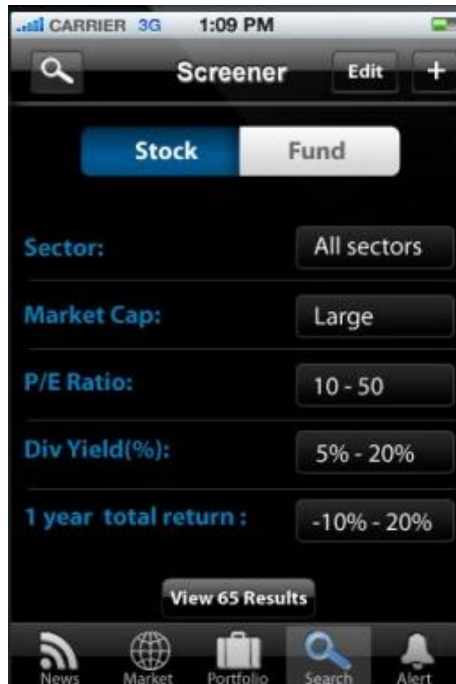 CARRIER 3G 1:09 PM
Screener Edit +
Stock Fund
Sector: All sectors
Market Cap: Large
P/E Ratio: 10 - 50
Div Yield(%): 5% - 20%
1 year total return : -10% - 20%
View 65 Results
News Market Portfolio Search Alert